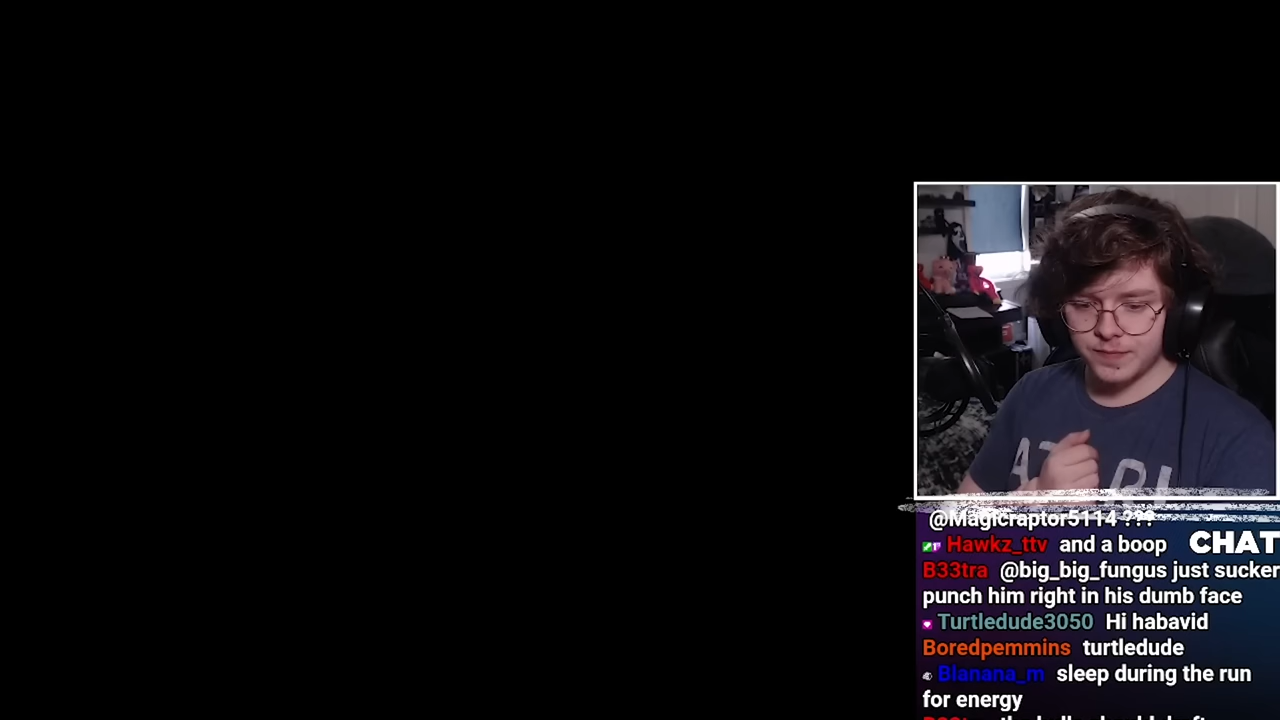 ATARI
@Magicraptor5114 ???
Hawkz_ttv and a boop
CHAT
B33tra @big_big_fungus just sucker
punch him right in his dumb face
Turtledude3050 Hi habavid
Boredpemmins turtledude
Blanana_m sleep during the run
for energy